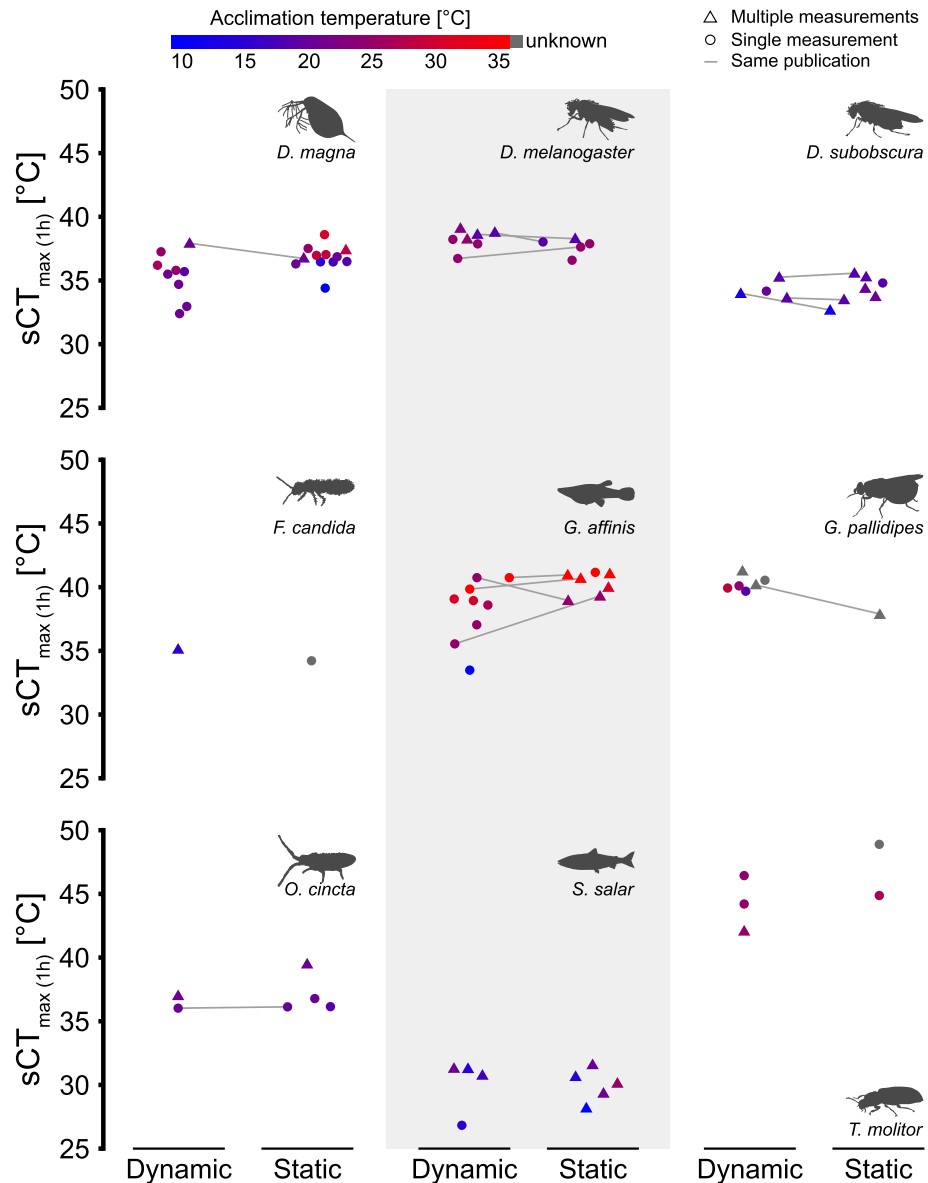 Acclimation temperature [°C]
10 15 20 25 30 35 unknown
Multiple measurements
Single measurement
Same publication
sCTmax (1h) [°C]
50
45
40
35
30
25
D. magna
D. melanogaster
D. subobscura
sCTmax (1h) [°C]
50
45
40
35
30
25
F. candida
G. affinis
G. pallidipes
sCTmax (1h) [°C]
50
45
40
35
30
25
O. cincta
S. salar
T. molitor
Dynamic Static Dynamic Static Dynamic Static